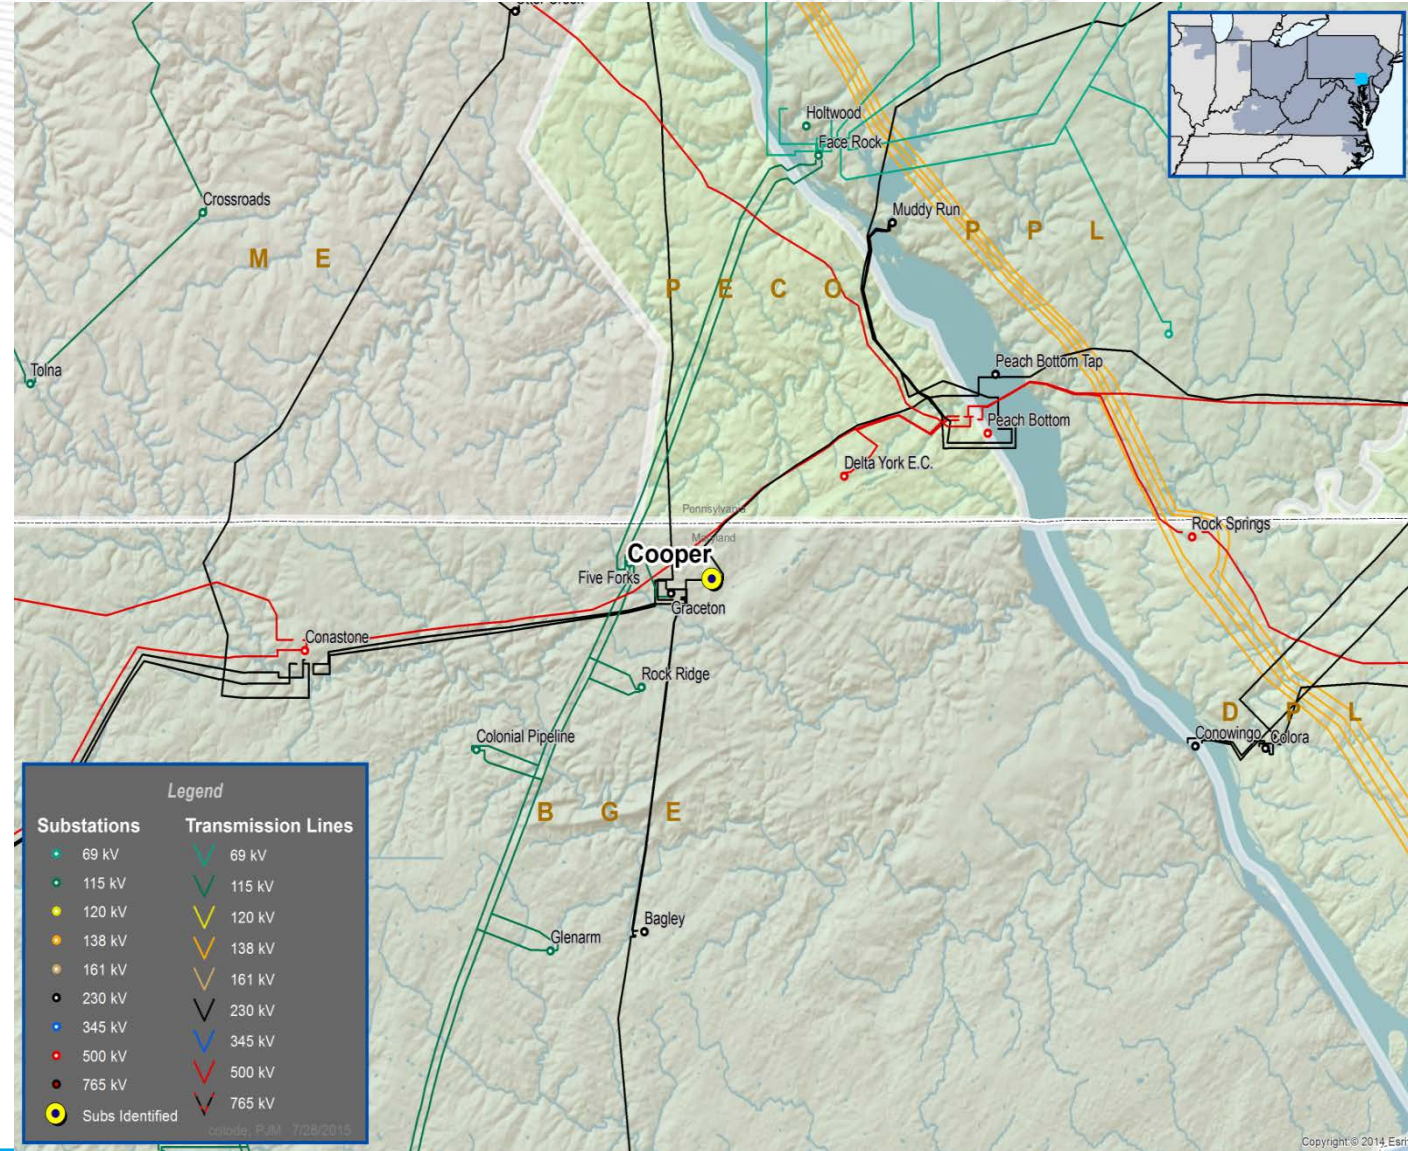 Otter Creek
Holtwood
Face Rock
Crossroads
Muddy Run
M E
P P L
P E C O
Tolna
Peach Bottom Tap
Peach Bottom
Delta York E.C.
Pennsylvania
Maryland
Rock Springs
Cooper
Five Forks
Graceton
Conastone
Rock Ridge
D P L
Colonial Pipeline
Conowingo
Colora
B G E
Bagley
Glenarm
Legend
Substations Transmission Lines
69 kV 69 kV
115 kV 115 kV
120 kV 120 kV
138 kV 138 kV
161 kV 161 kV
230 kV 230 kV
345 kV 345 kV
500 kV 500 kV
765 kV 765 kV
Subs Identified
PJM 7/28/2015
Copyright:© 2014 Esri